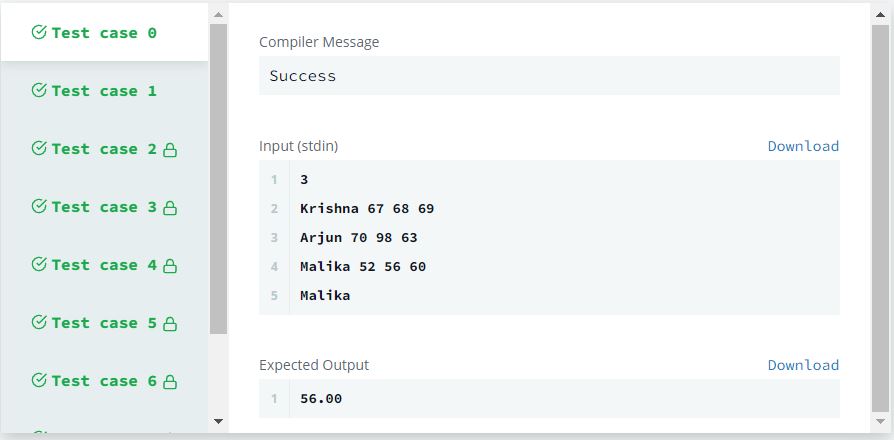 Test case 0
Test case 1
Test case 2
Test case 3
Test case 4
Test case 5
Test case 6
Compiler Message
Success
Input (stdin) Download
1 3
2 Krishna 67 68 69
3 Arjun 70 98 63
4 Malika 52 56 60
5 Malika
Expected Output Download
1 56.00